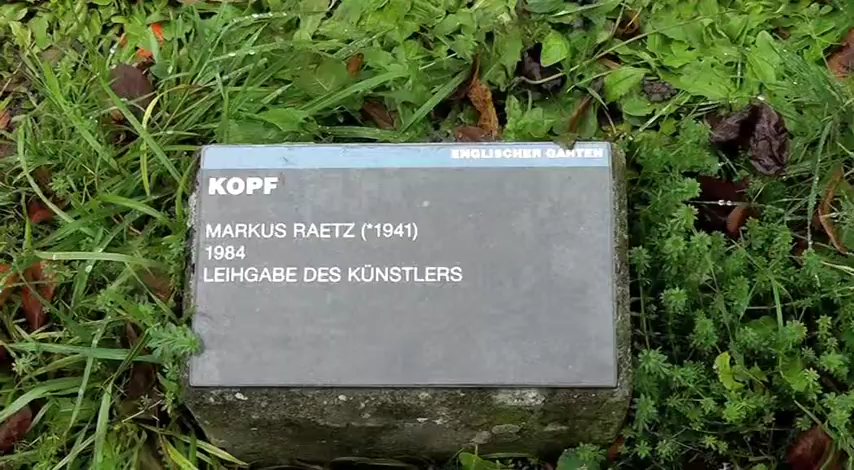 ENGLISCHER GARTEN
KOPF
MARKUS RAETZ (*1941)
1984
LEIHGABE DES KÜNSTLERS